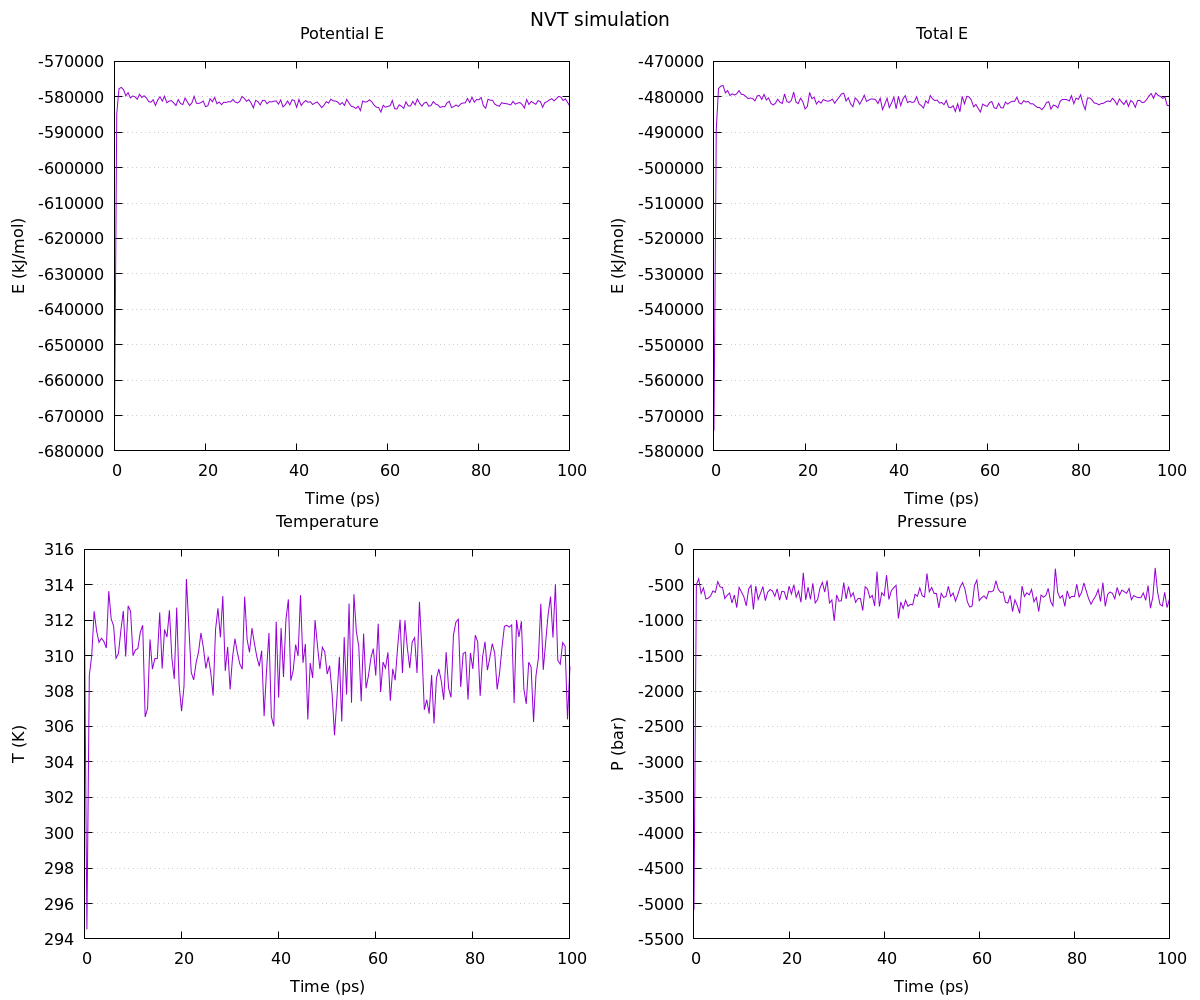 NVT simulation
Potential E
-570000
-580000
-590000
-600000
-610000
-620000
-630000
-640000
-650000
-660000
-670000
-680000
E (kJ/mol)
0 20 40 60 80 100
Time (ps)
Total E
-470000
-480000
-490000
-500000
-510000
-520000
-530000
-540000
-550000
-560000
-570000
-580000
E (kJ/mol)
0 20 40 60 80 100
Time (ps)
Temperature
316
314
312
310
308
306
304
302
300
298
296
294
T (K)
0 20 40 60 80 100
Time (ps)
Pressure
0
-500
-1000
-1500
-2000
-2500
-3000
-3500
-4000
-4500
-5000
-5500
P (bar)
0 20 40 60 80 100
Time (ps)